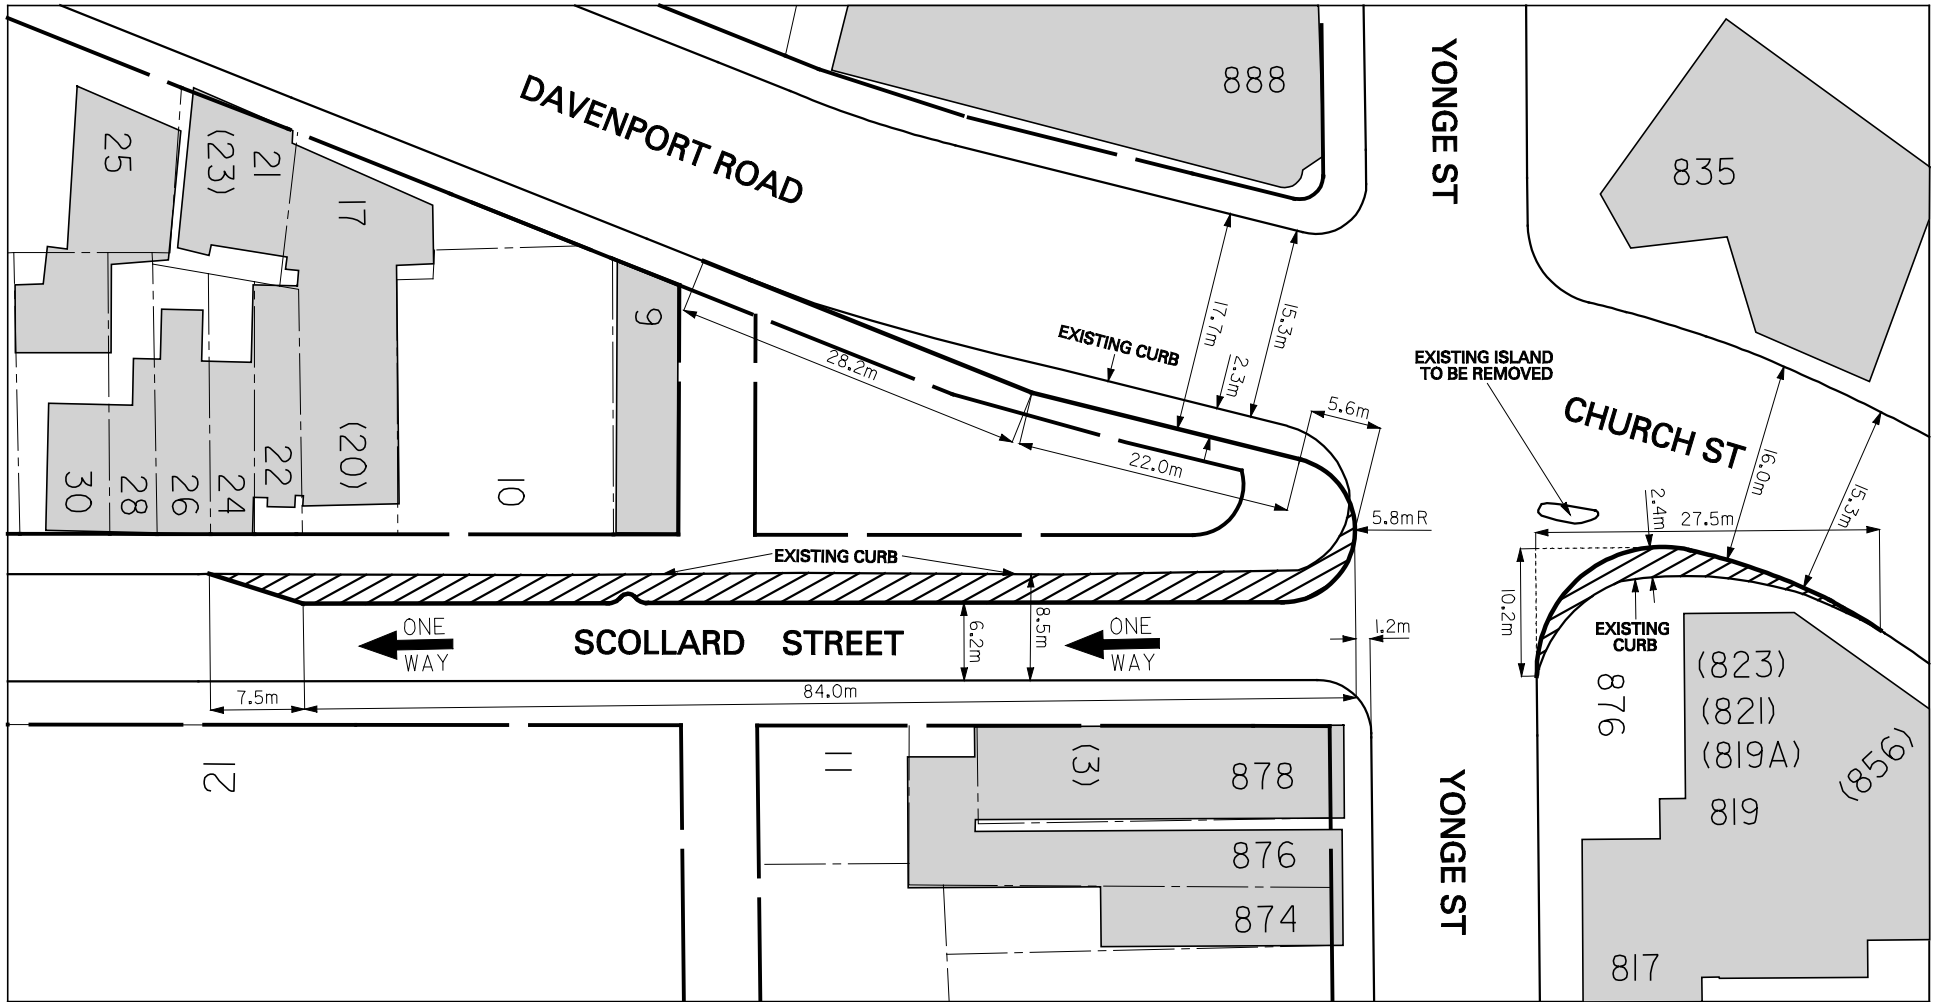 DAVENPORT ROAD
YONGE ST
888
835
25
(23)
21
17
(20)
9
10
30
28
26
24
22
28.2m
22.0m
EXISTING CURB
17.7m
2.3m
15.3m
5.6m
5.8mR
EXISTING ISLAND
TO BE REMOVED
CHURCH ST
16.0m
15.3m
2.4m
27.5m
10.2m
EXISTING
CURB
EXISTING CURB
ONE
WAY
SCOLLARD STREET
6.2m
8.5m
ONE
WAY
1.2m
7.5m
84.0m
12
11
(3)
878
876
874
YONGE ST
876
(823)
(821)
(819A)
819
(856)
817